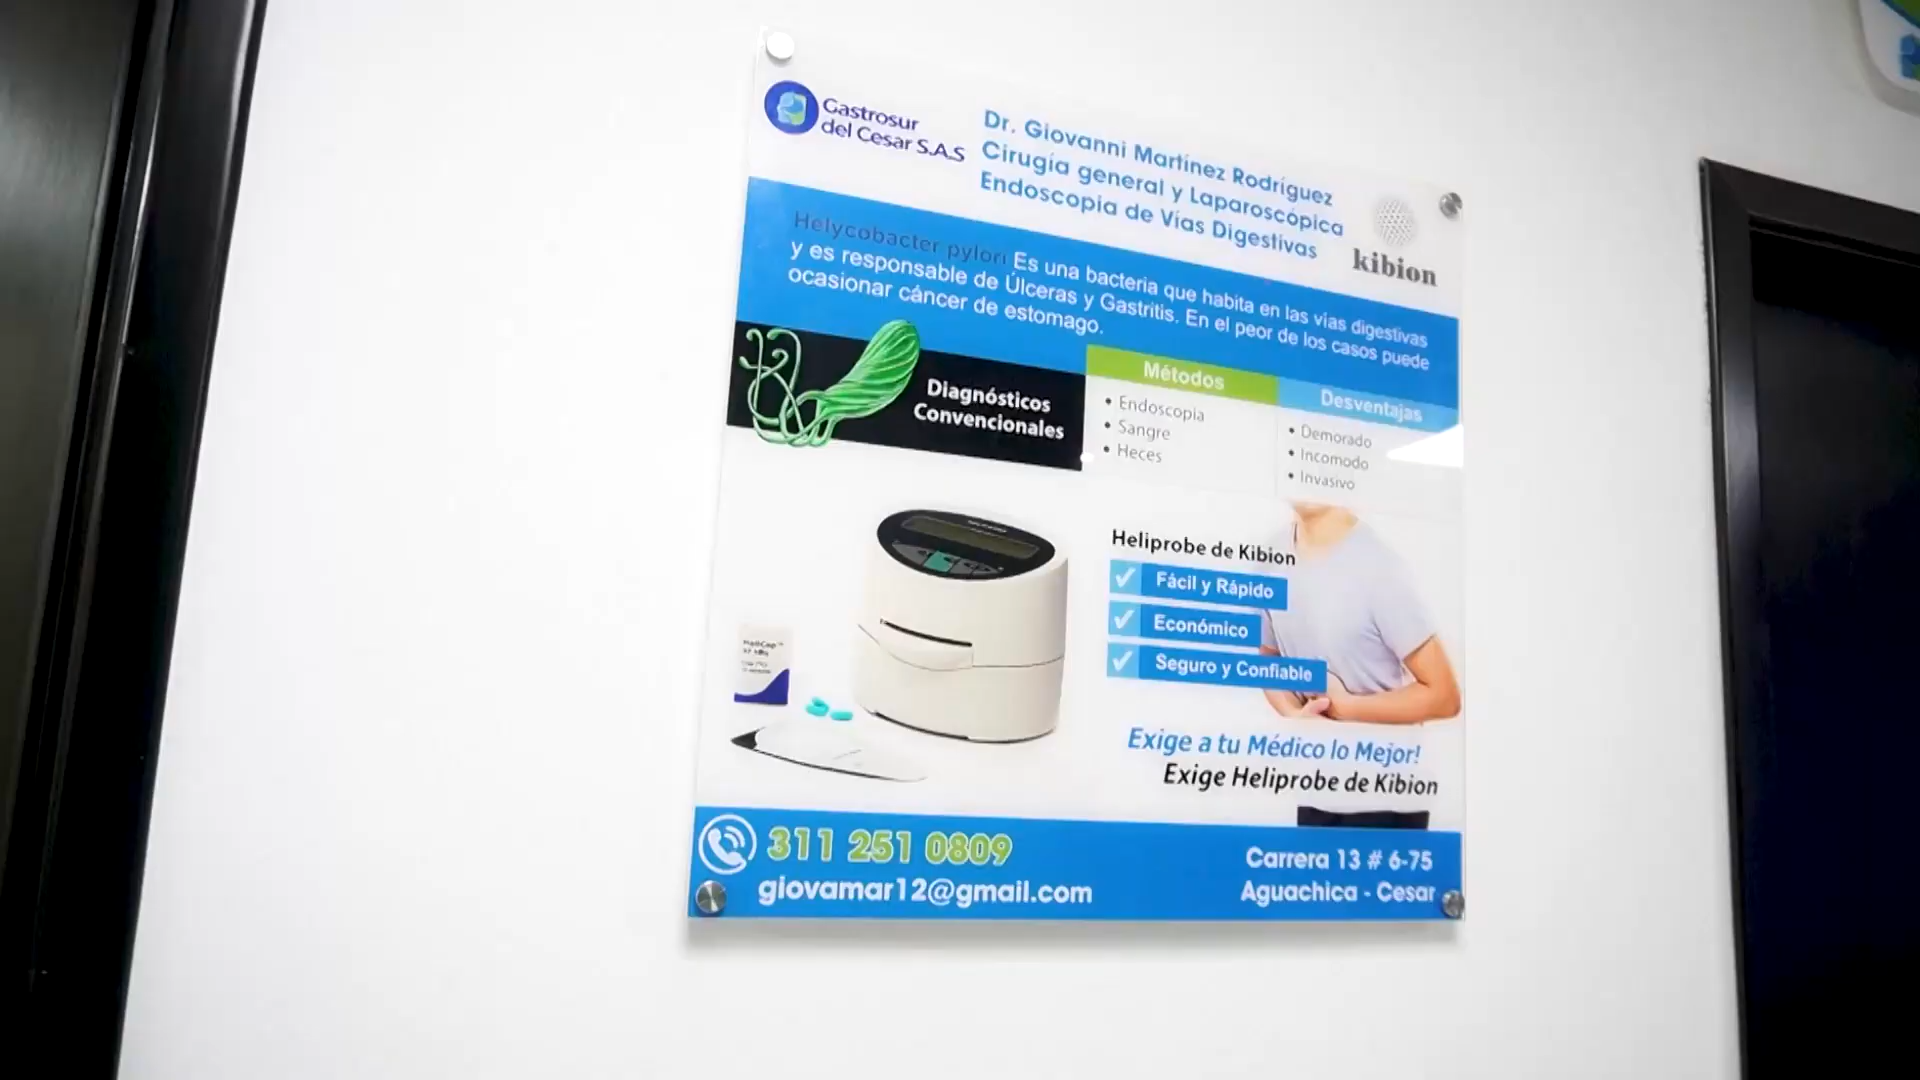 Gastrosur
del Cesar S.A.S
Dr. Giovanni Martínez Rodríguez
Cirugía general y Laparoscópica
Endoscopia de Vías Digestivas
kibion
Helycobacter pylori Es una bacteria que habita en las vías digestivas
y es responsable de Úlceras y Gastritis. En el peor de los casos puede
ocasionar cáncer de estomago.
Diagnósticos
Convencionales
Métodos
• Endoscopia
• Sangre
• Heces
Desventajas
• Demorado
• Incomodo
• Invasivo
Heliprobe de Kibion
Fácil y Rápido
Económico
Seguro y Confiable
Exige a tu Médico lo Mejor!
Exige Heliprobe de Kibion
311 251 0809
giovamar12@gmail.com
Carrera 13 # 6-75
Aguachica - Cesar